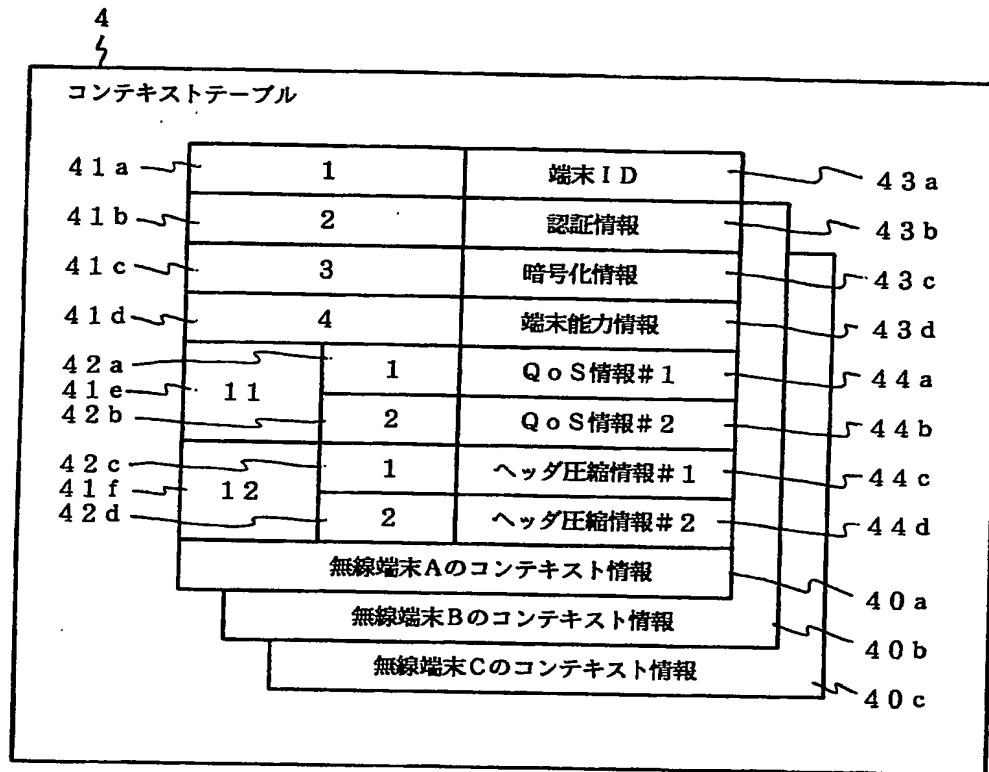 4
コンテキストテーブル
41a 1 端末ID 43a
41b 2 認証情報 43b
41c 3 暗号化情報 43c
41d 4 端末能力情報 43d
42a 1 QoS情報#1 44a
41e 11
42b 2 QoS情報#2 44b
42c 1 ヘッダ圧縮情報#1 44c
41f 12
42d 2 ヘッダ圧縮情報#2 44d
無線端末Aのコンテキスト情報 40a
無線端末Bのコンテキスト情報 40b
無線端末Cのコンテキスト情報 40c